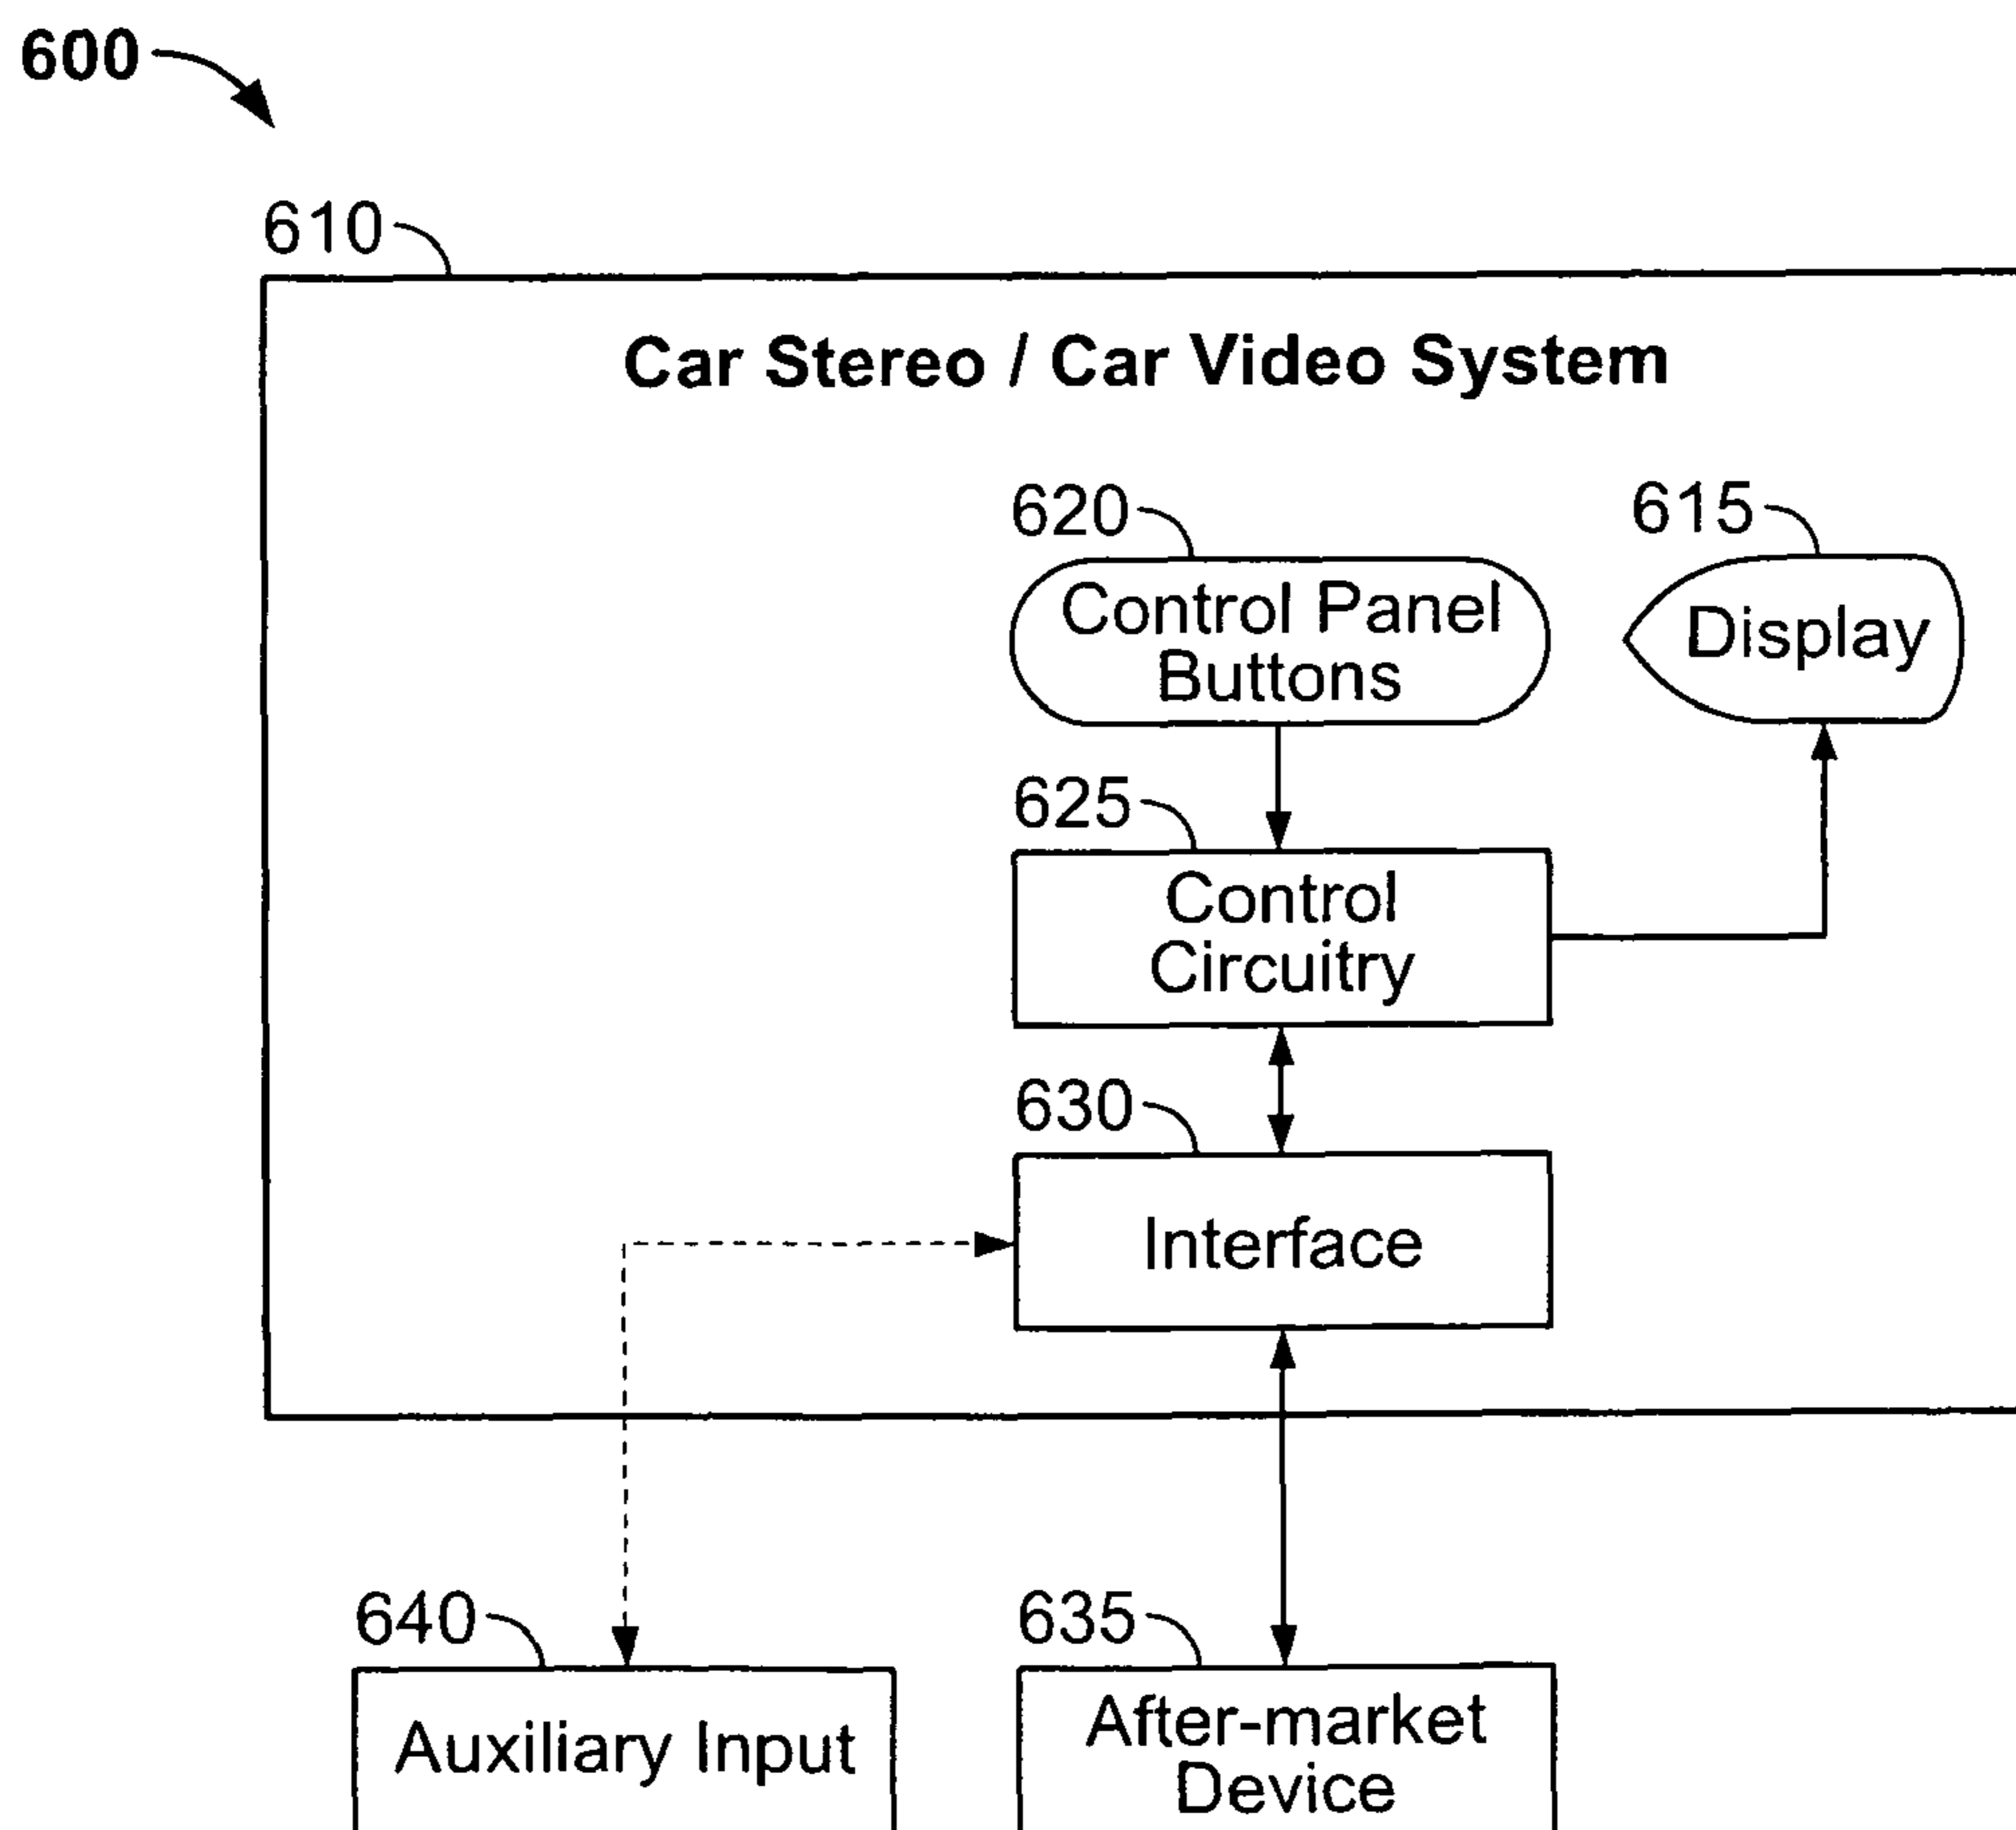 600
610
Car Stereo / Car Video System
620
615
Control Panel
Buttons
Display
625
Control
Circuitry
630
Interface
640
635
Auxiliary Input
After-market
Device